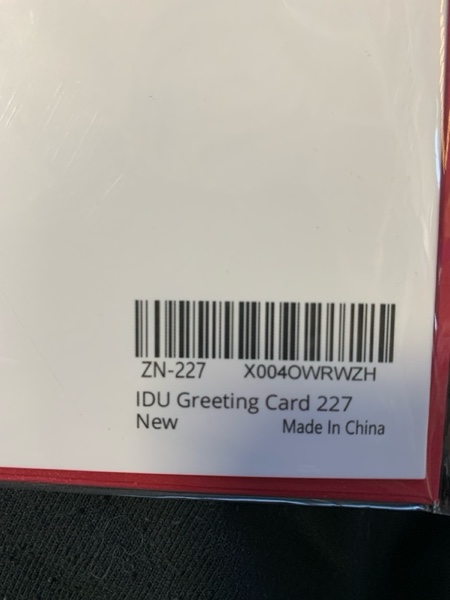 ZN-227 X004OWRWZH
IDU Greeting Card 227
New Made In China